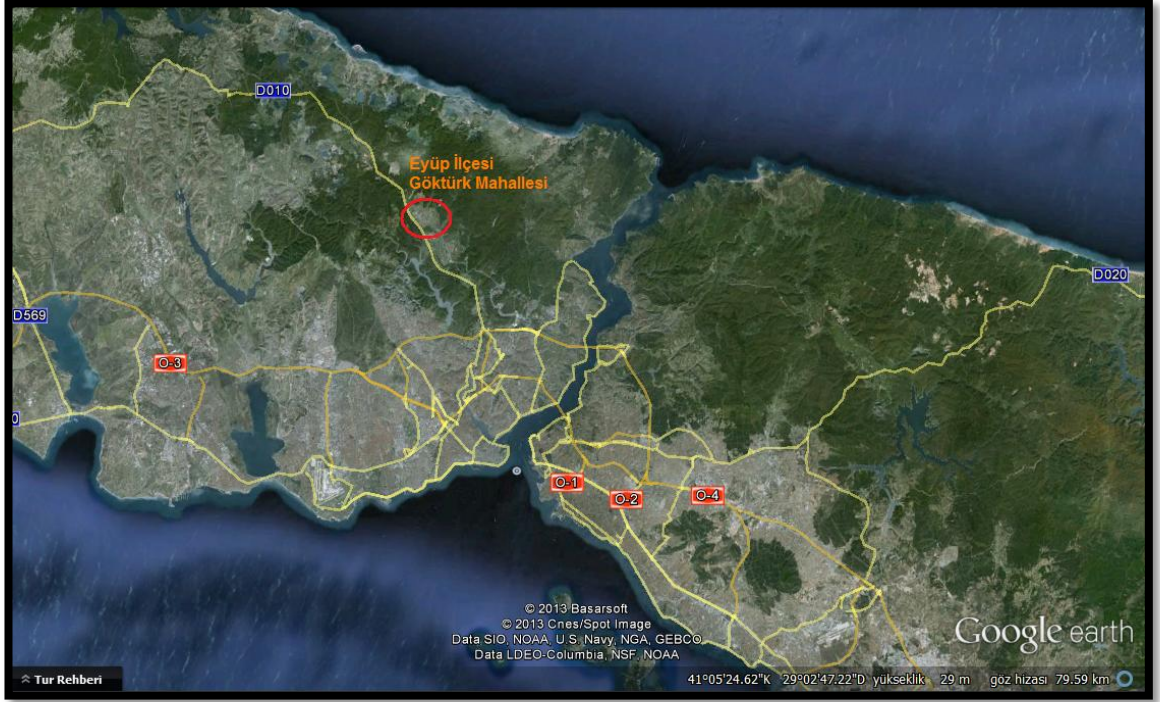 D010
Eyüp İlçesi
Göktürk Mahallesi
D020
D569
O-3
0
O-1
O-2
O-4
© 2013 Basarsoft
© 2013 Cnes/Spot Image
Data SIO, NOAA, U.S. Navy, NGA, GEBCO
Data LDEO-Columbia, NSF, NOAA
Google earth
Tur Rehberi
41°05'24.62"K 29°02'47.22"D yükseklik 29 m göz hizası 79.59 km